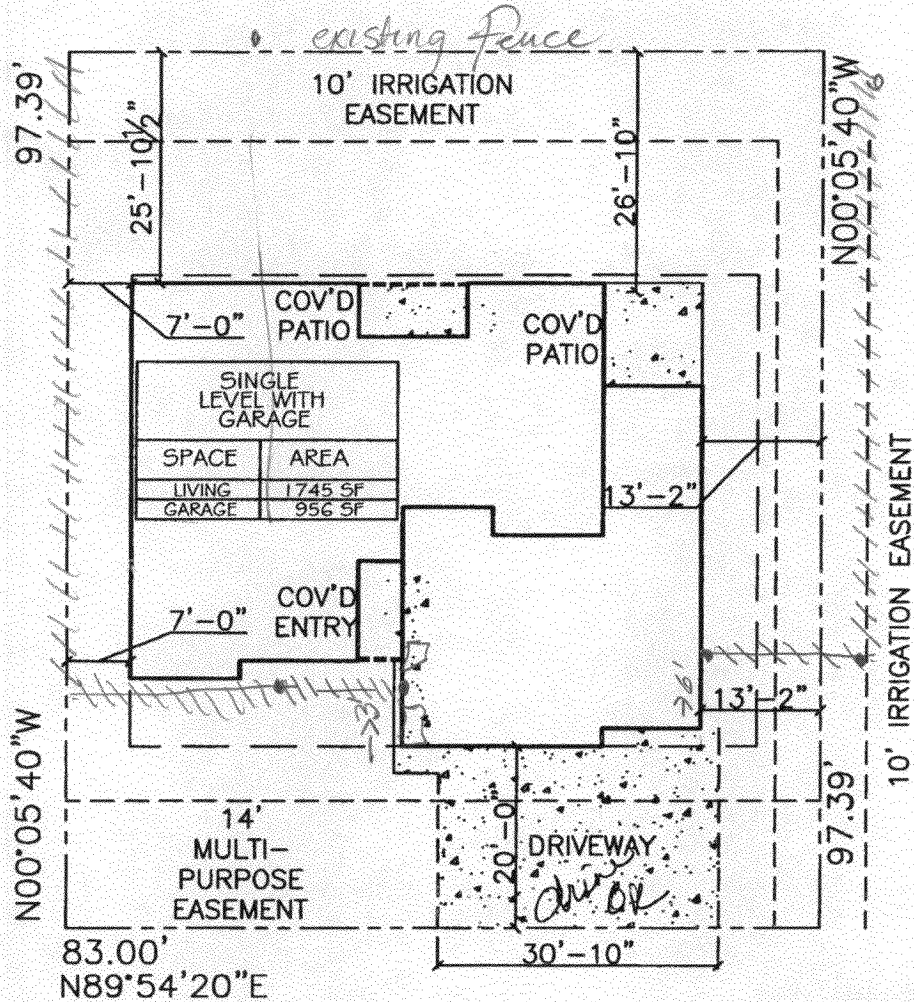 existing fence
10' IRRIGATION
EASEMENT
97.39'
N00°05'40"W
6'
25'-10½"
26'-10"
COV'D
PATIO
COV'D
PATIO
7'-0"
SINGLE
LEVEL WITH
GARAGE
SPACE AREA
LIVING 1745 SF
GARAGE 956 SF
13'-2"
10' IRRIGATION EASEMENT
COV'D
ENTRY
7'-0"
13'-2"
N00°05'40"W
97.39'
14'
MULTI-
PURPOSE
EASEMENT
20'-0"
DRIVEWAY
drive
OK
30'-10"
83.00'
N89°54'20"E